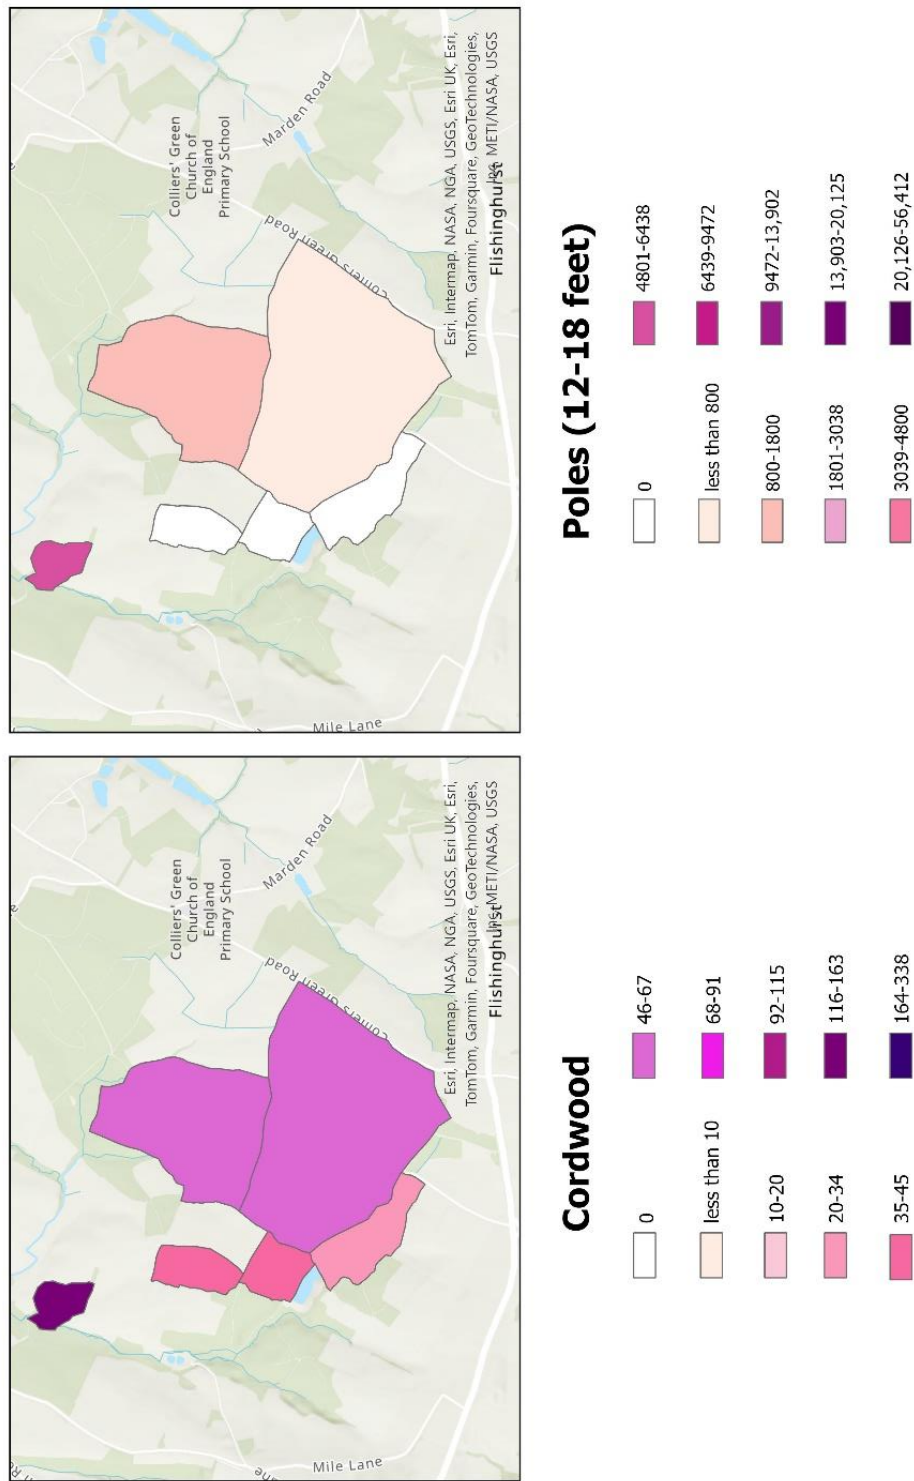 Colliers' Green
Church of
England
Primary School
Marden Road
Colliers Green Road
Mile Lane
Esri, Intermap, NASA, NGA, USGS, Esri UK, Esri,
TomTom, Garmin, Foursquare, GeoTechnologies,
METI/NASA, USGS
Flishinghurst
Cordwood
0
less than 10
10-20
20-34
35-45
46-67
68-91
92-115
116-163
164-338
Colliers' Green
Church of
England
Primary School
Marden Road
Colliers Green Road
Mile Lane
Esri, Intermap, NASA, NGA, USGS, Esri UK, Esri,
TomTom, Garmin, Foursquare, GeoTechnologies,
METI/NASA, USGS
Flishinghurst
Poles (12-18 feet)
0
less than 800
800-1800
1801-3038
3039-4800
4801-6438
6439-9472
9472-13,902
13,903-20,125
20,126-56,412